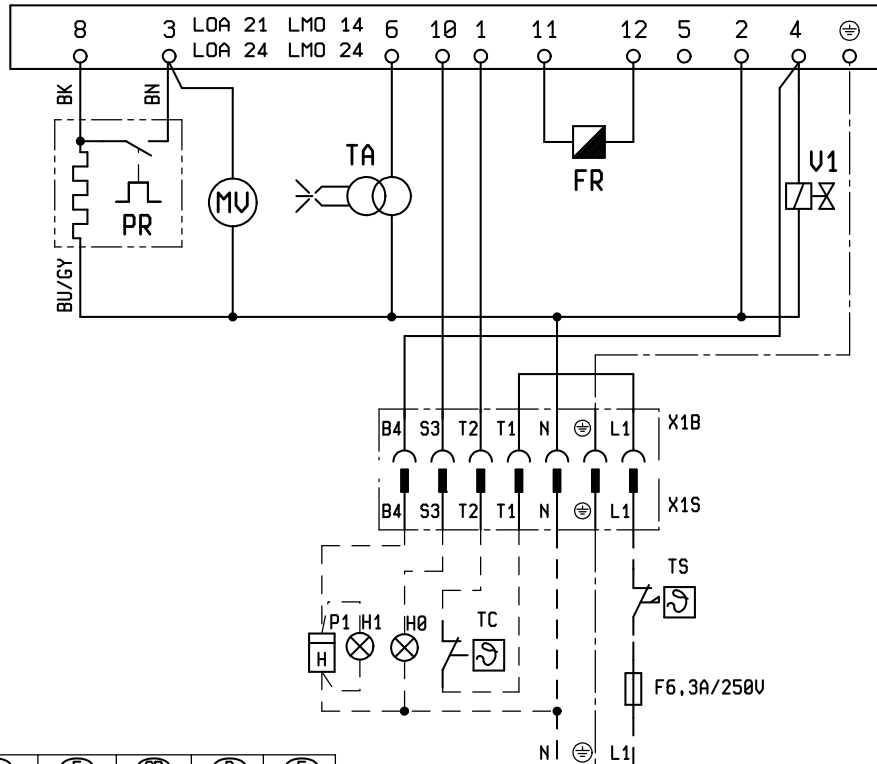 8 3 LOA 21 LMO 14 6 10 1 11 12 5 2 4
LOA 24 LMO 24
BK BN
TA
V1
FR
MV
PR
BU/GY
B4 S3 T2 T1 N L1 X1B
B4 S3 T2 T1 N L1 X1S
TS
P1 H1 H0 TC
H
F6,3A/250V
N L1